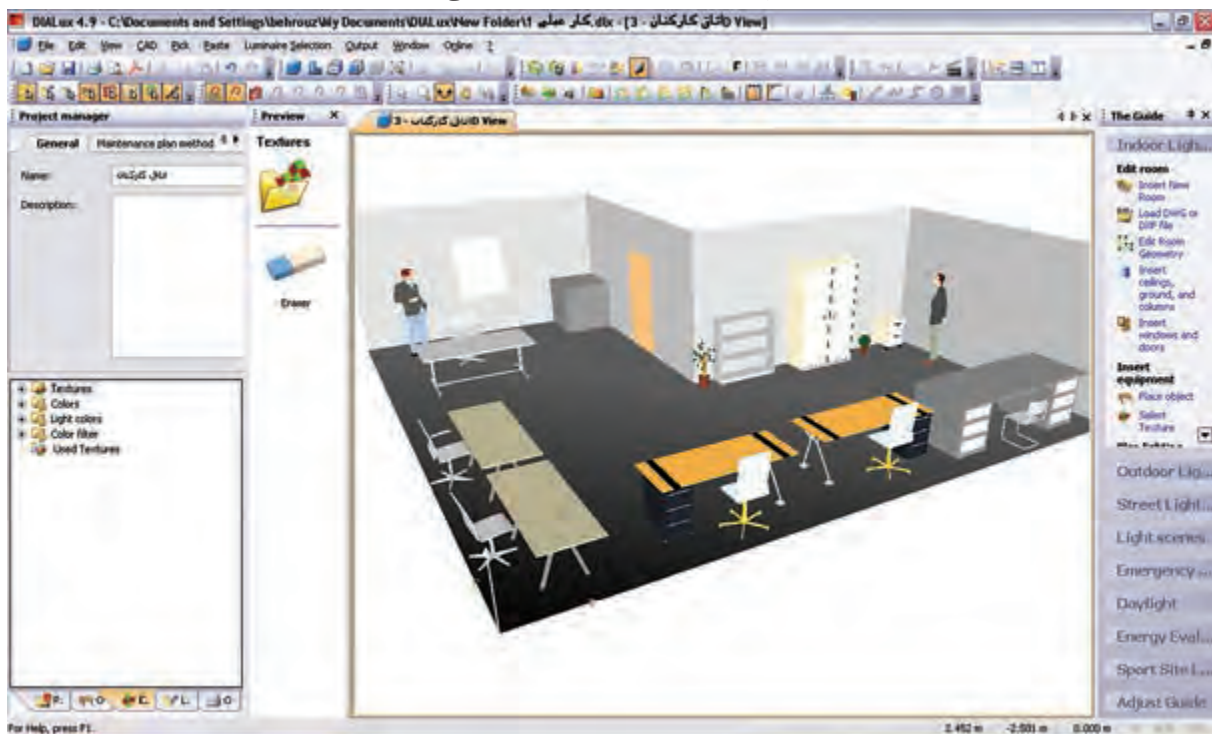 DIALux 4.9 - C:\Documents and Settings\behrouz\My Documents\DIALux\New Folder\1 کار عملی.dlx - [اتاق کارکنان - 3D View]
File Edit View CAD Pick Paste Luminaire Selection Output Window Online ?
Project manager
General Maintenance plan method
Name: اتاق کارکنان
Description:
Textures
Colors
Light colors
Color filter
Used Textures
Preview
Textures
Eraser
اتاق کارکنان - 3D View
The Guide
Indoor Ligh...
Edit room
Insert New
Room
Load DWG or
DXF file
Edit Room
Geometry
Insert
ceilings,
ground, and
columns
Insert
windows and
doors
Insert
equipment
Place object
Select
Texture
Outdoor Lig...
Street Light...
Light scenes
Emergency ...
Daylight
Energy Eval...
Sport Site L...
Adjust Guide
For Help, press F1.
2.452 m -2.501 m 0.000 m